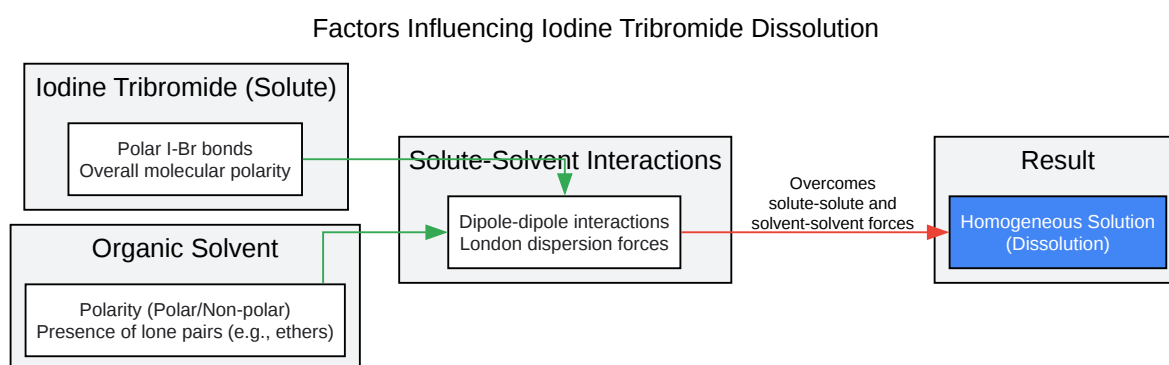 Factors Influencing Iodine Tribromide Dissolution
Iodine Tribromide (Solute)
Polar I-Br bonds
Overall molecular polarity
Organic Solvent
Polarity (Polar/Non-polar)
Presence of lone pairs (e.g., ethers)
Solute-Solvent Interactions
Dipole-dipole interactions
London dispersion forces
Overcomes
solute-solute and
solvent-solvent forces
Result
Homogeneous Solution
(Dissolution)